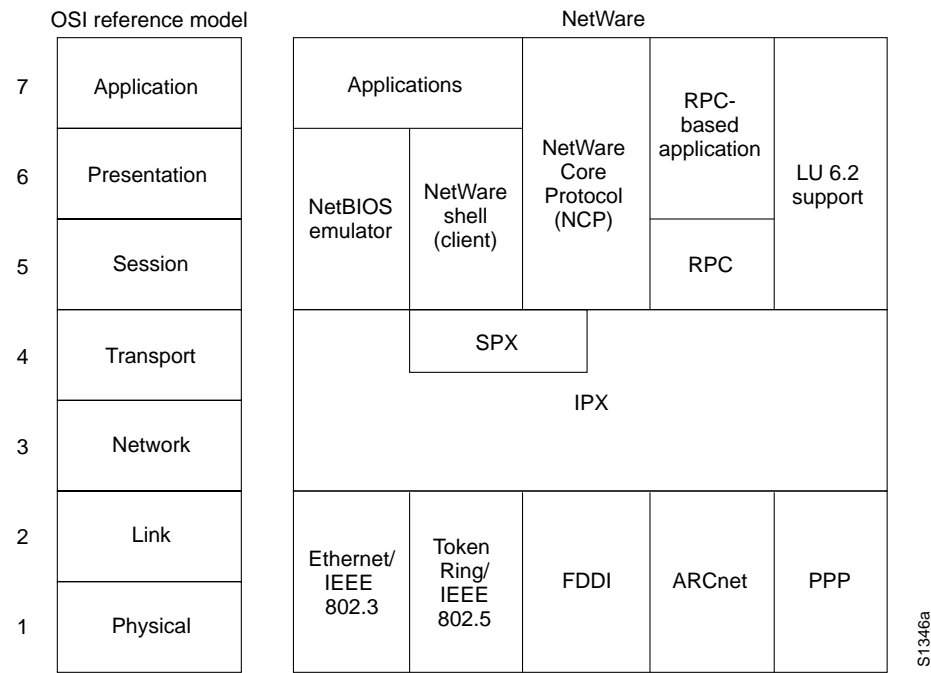 OSI reference model
NetWare
7
Application
Applications
NetWare
Core
Protocol
(NCP)
RPC-
based
application
LU 6.2
support
6
Presentation
NetBIOS
emulator
NetWare
shell
(client)
5
Session
RPC
4
Transport
SPX
IPX
3
Network
2
Link
Ethernet/
IEEE
802.3
Token
Ring/
IEEE
802.5
FDDI
ARCnet
PPP
1
Physical
S1346a